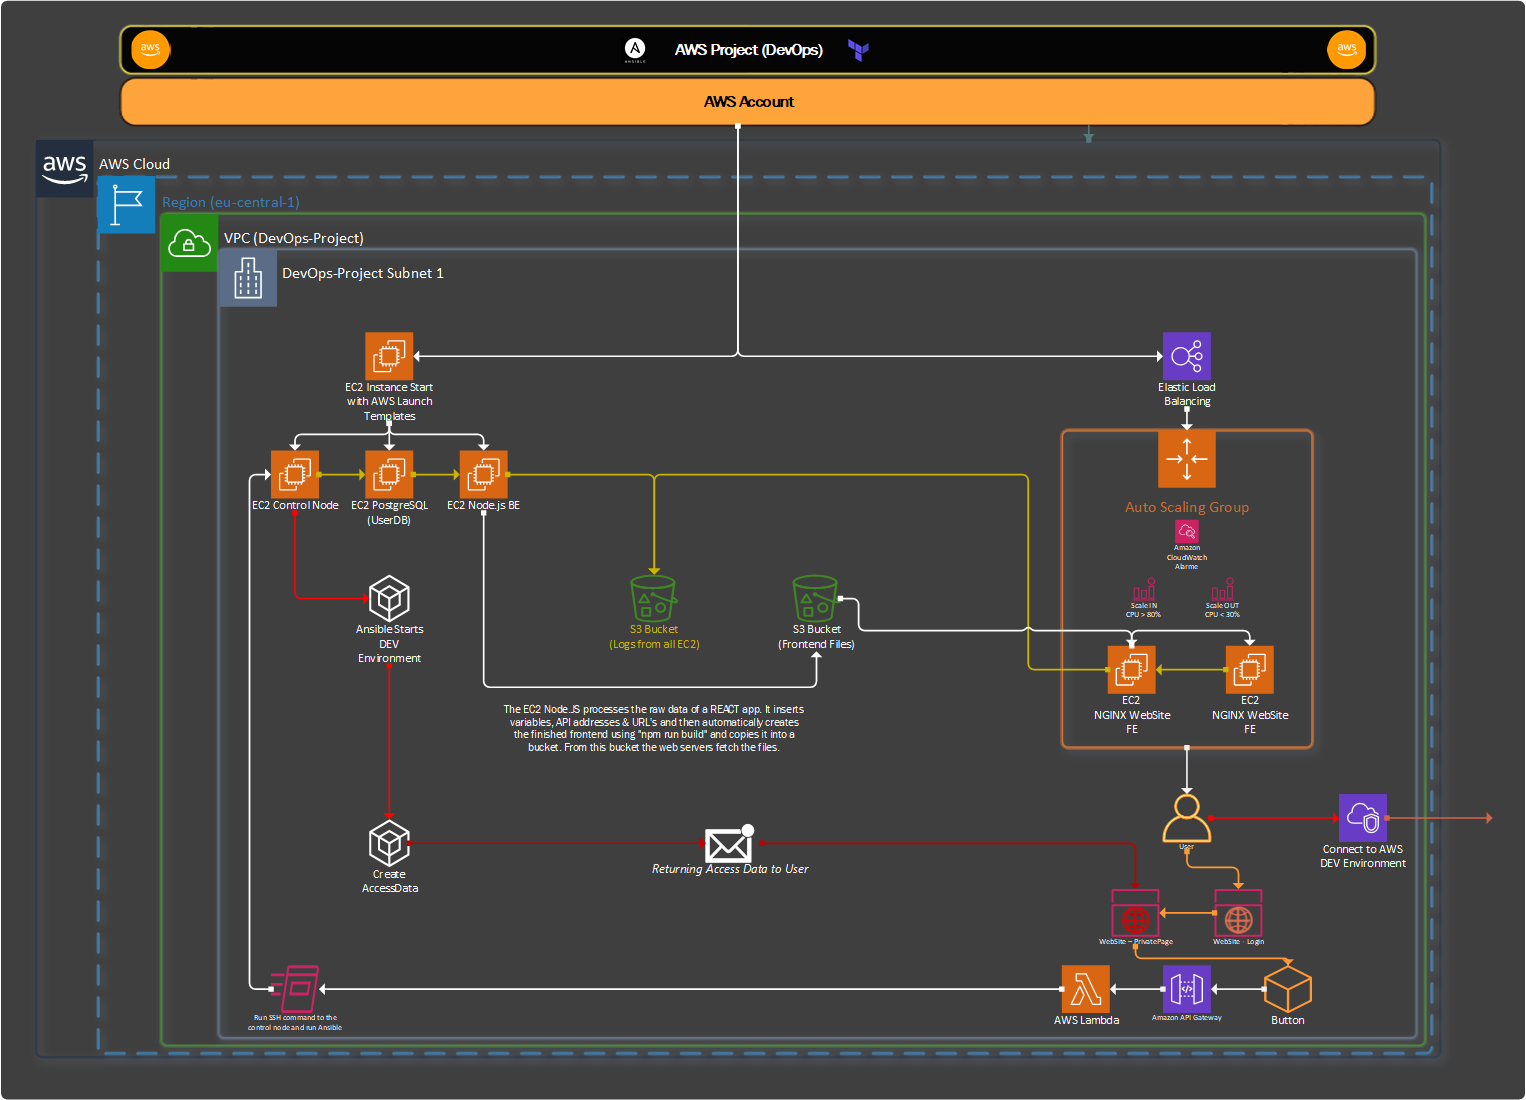 aws
ANSIBLE
AWS Project (DevOps)
aws
AWS Account
aws
AWS Cloud
Region (eu-central-1)
VPC (DevOps-Project)
DevOps-Project Subnet 1
EC2 Instance Start
with AWS Launch
Templates
Elastic Load
Balancing
EC2 Control Node
EC2 PostgreSQL
(UserDB)
EC2 Node.js BE
Auto Scaling Group
Amazon
CloudWatch
Alarme
Scale IN
CPU > 80%
Scale OUT
CPU < 30%
Ansible Starts
DEV
Environment
S3 Bucket
(Logs from all EC2)
S3 Bucket
(Frontend Files)
EC2
NGINX WebSite
FE
EC2
NGINX WebSite
FE
The EC2 Node.JS processes the raw data of a REACT app. It inserts
variables, API addresses & URL's and then automatically creates
the finished frontend using "npm run build" and copies it into a
bucket. From this bucket the web servers fetch the files.
User
Connect to AWS
DEV Environment
Create
AccessData
Returning Access Data to User
WebSite – PrivatePage
WebSite - Login
Run SSH command to the
control node and run Ansible
AWS Lambda
Amazon API Gateway
Button